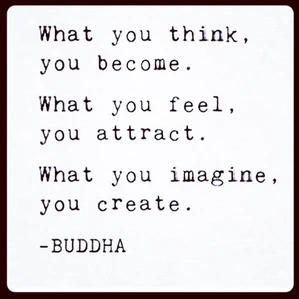 What you think,
you become.
What you feel,
you attract.
What you imagine,
you create.
-BUDDHA